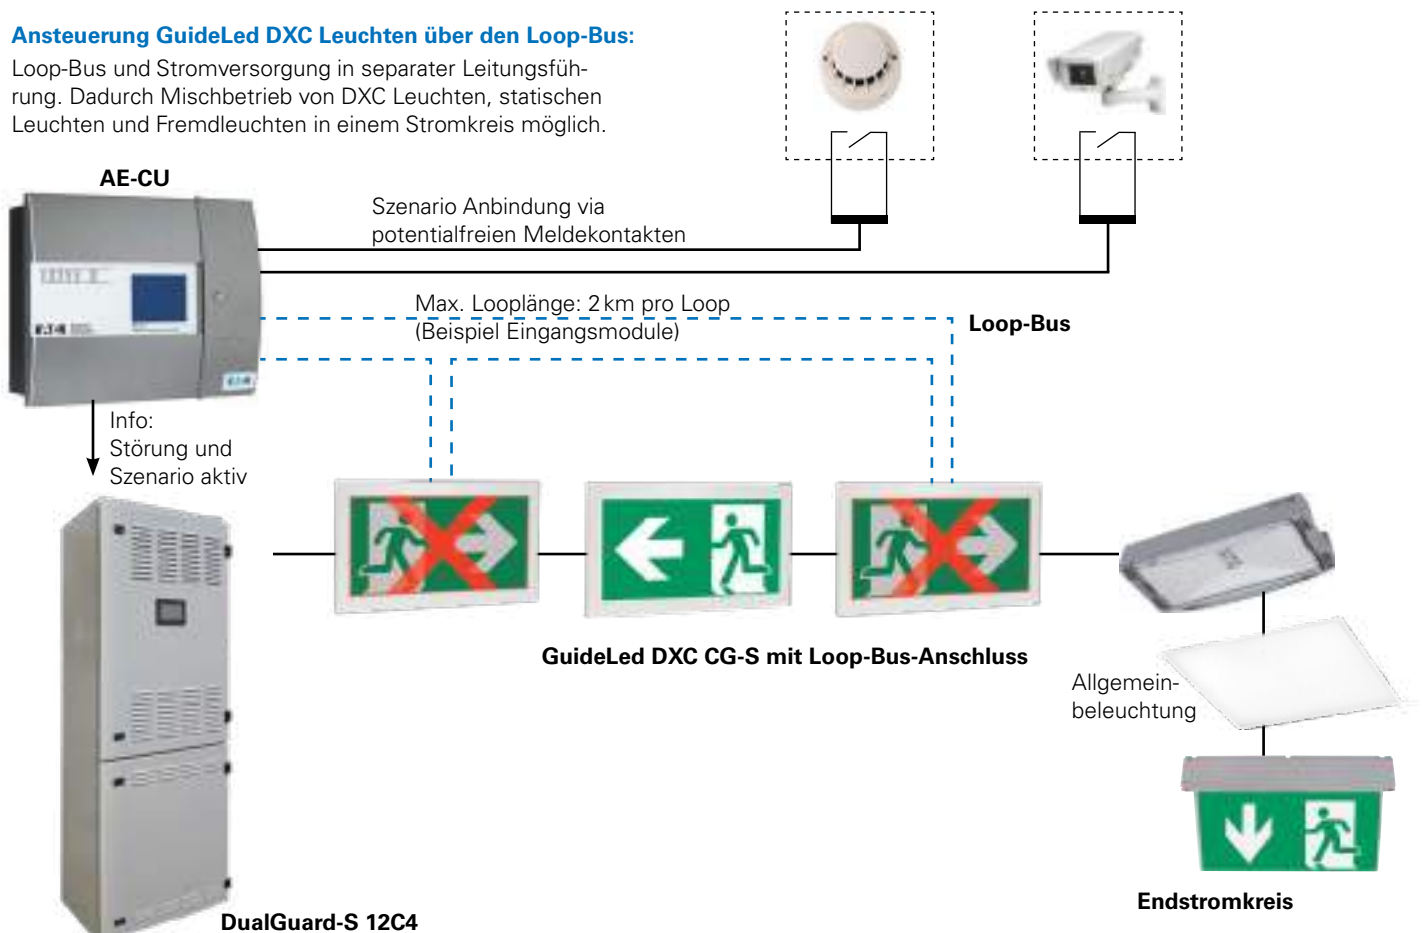 Ansteuerung GuideLed DXC Leuchten über den Loop-Bus:
Loop-Bus und Stromversorgung in separater Leitungsfüh-
rung. Dadurch Mischbetrieb von DXC Leuchten, statischen
Leuchten und Fremdleuchten in einem Stromkreis möglich.
AE-CU
Szenario Anbindung via
potentialfreien Meldekontakten
Max. Looplänge: 2 km pro Loop
(Beispiel Eingangsmodule)
Loop-Bus
Info:
Störung und
Szenario aktiv
GuideLed DXC CG-S mit Loop-Bus-Anschluss
Allgemein-
beleuchtung
Endstromkreis
DualGuard-S 12C4